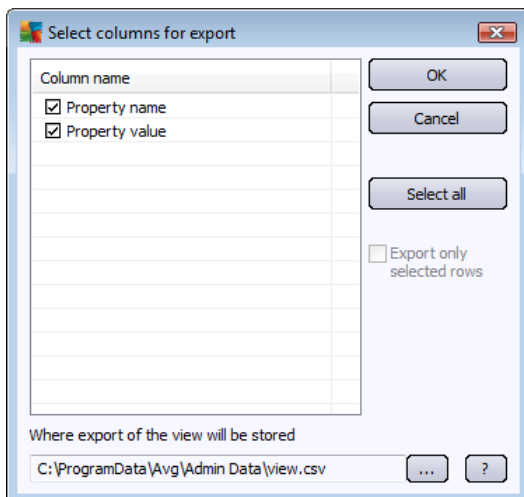 Select columns for export
Column name
Property name
Property value
OK
Cancel
Select all
Export only
selected rows
Where export of the view will be stored
C:\ProgramData\Avg\Admin Data\view.csv
...
?